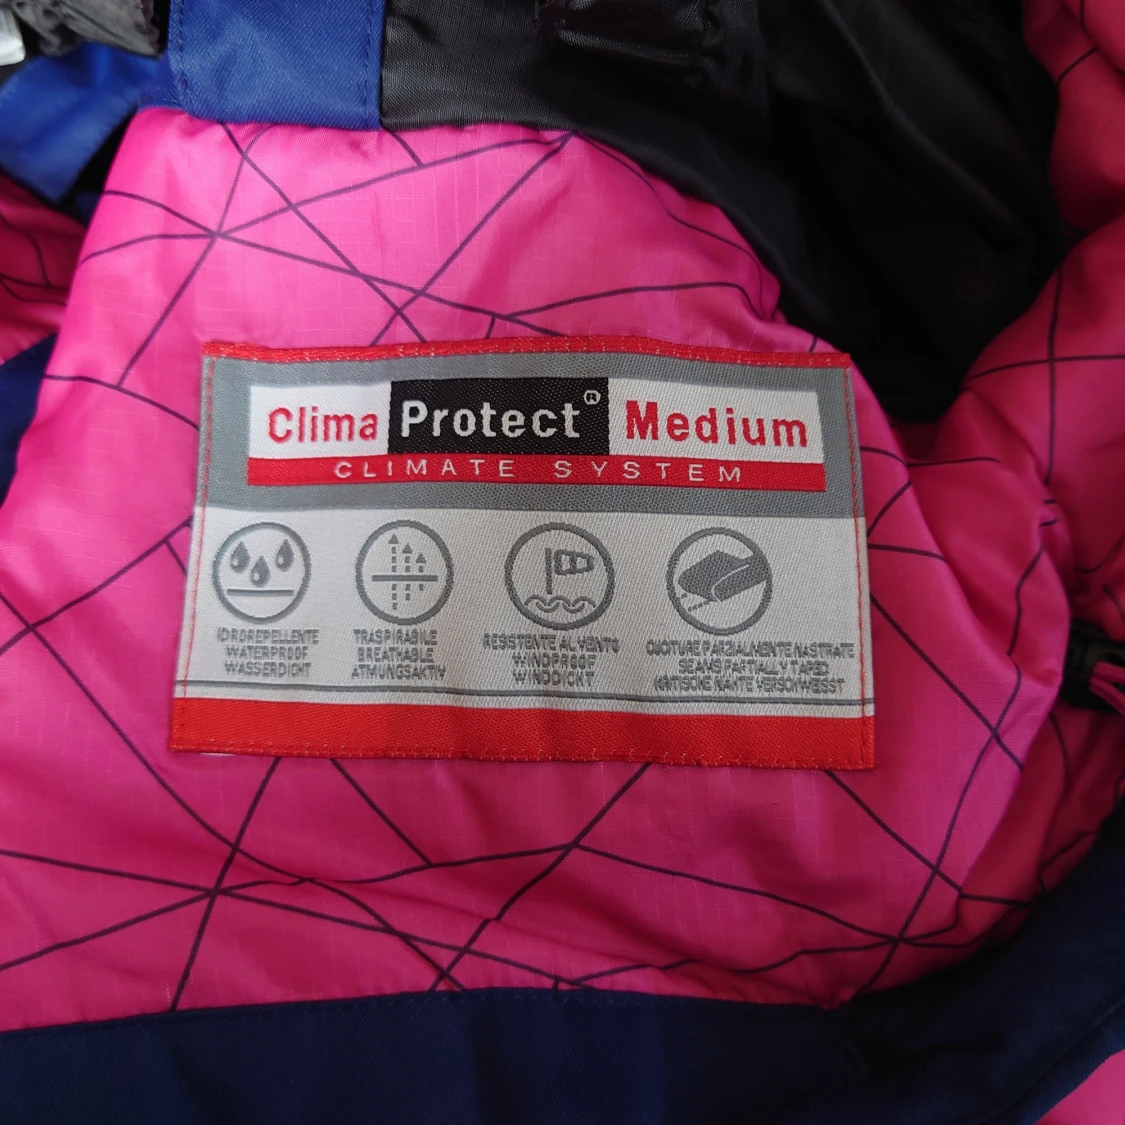 Clima Protect® Medium
CLIMATE SYSTEM
IDROREPELLENTE
WATERPROOF
WASSERDICHT
TRASPIRABILE
BREATHABLE
ATMUNGSAKTIV
RESISTENTE AL VENTO
WINDPROOF
WINDDICHT
CUCITURE PARZIALMENTE NASTRATE
SEAMS PARTIALLY TAPED
KRITISCHE NÄHTE VERSCHWEISST